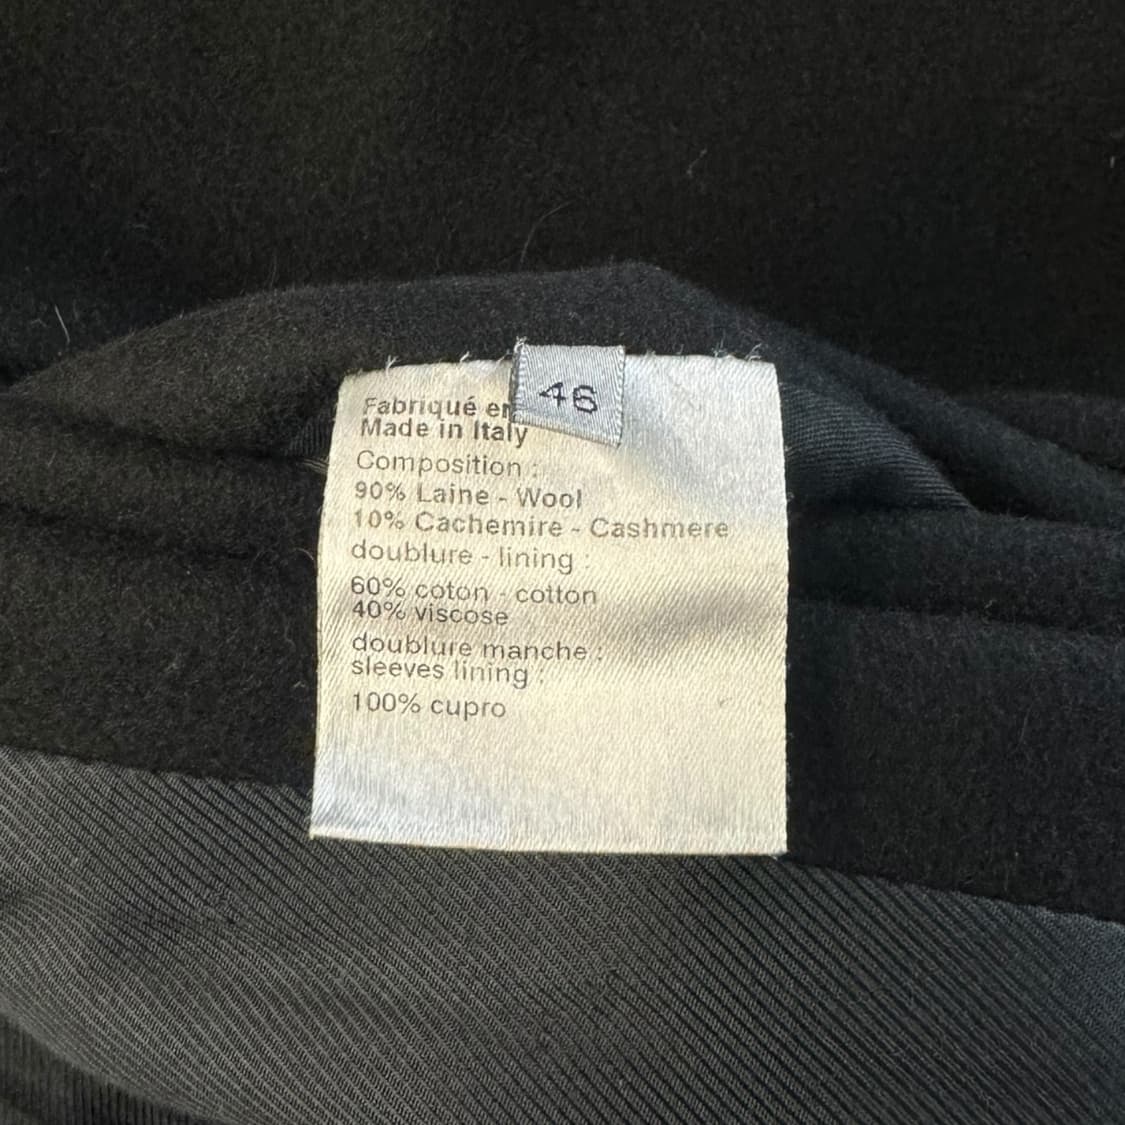 46
Fabriqué en
Made in Italy
Composition :
90% Laine - Wool
10% Cachemire - Cashmere
doublure - lining :
60% coton - cotton
40% viscose
doublure manche :
sleeves lining :
100% cupro